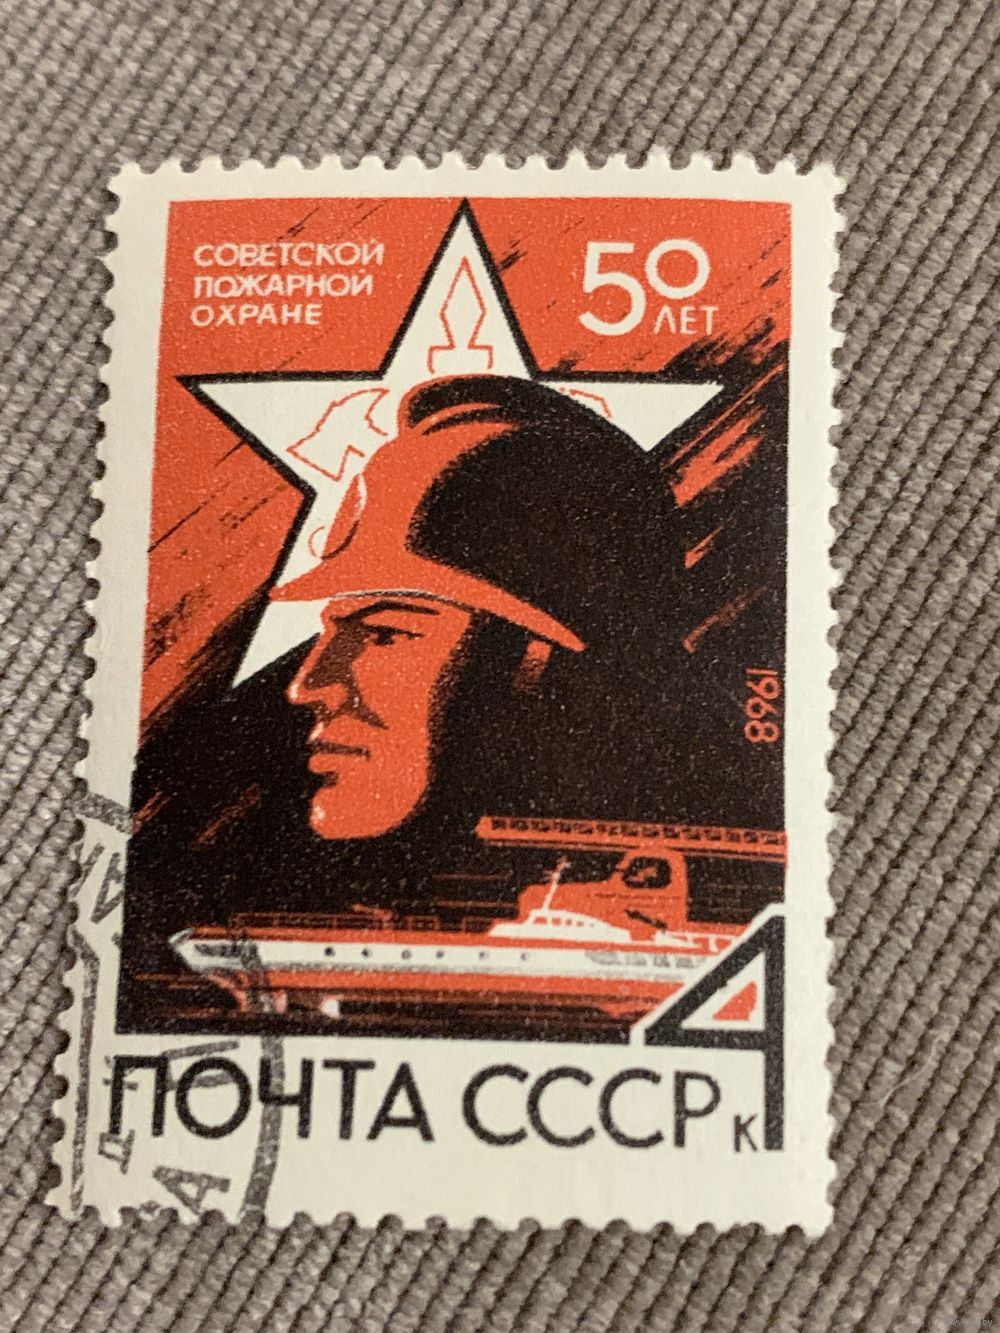 СОВЕТСКОЙ
ПОЖАРНОЙ
ОХРАНЕ
50
ЛЕТ
1968
ПОЧТА СССР
4 к